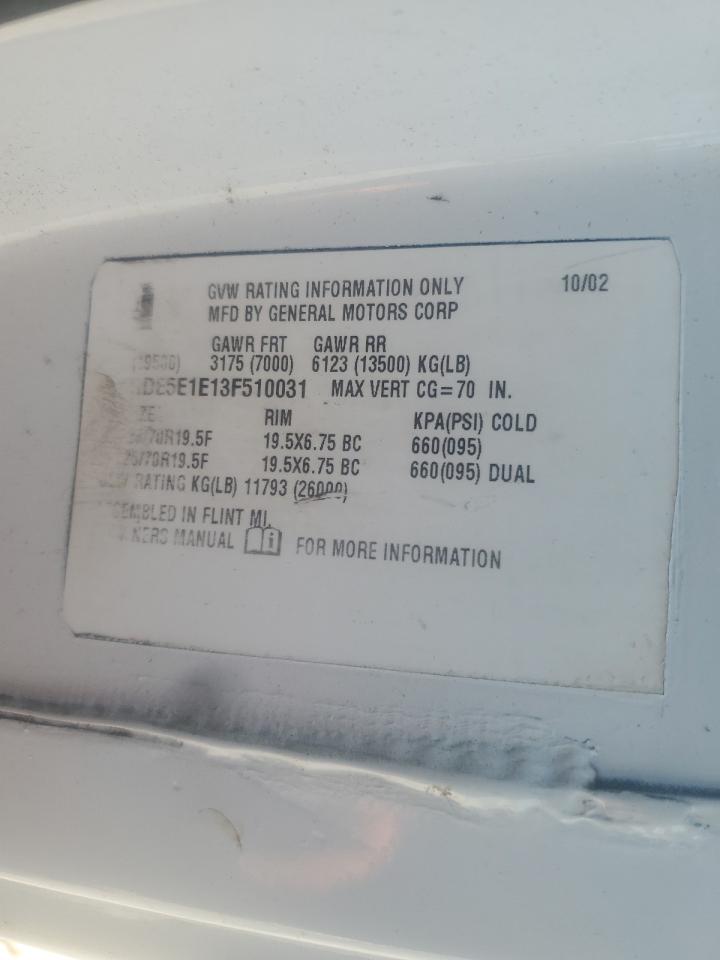 GVW RATING INFORMATION ONLY 10/02
MFD BY GENERAL MOTORS CORP
GAWR FRT GAWR RR
3175 (7000) 6123 (13500) KG(LB)
MAX VERT CG=70 IN.
RIM KPA(PSI) COLD
19.5X6.75 BC 660(095)
19.5X6.75 BC 660(095) DUAL
RATING KG(LB) 11793 (26000)
IN FLINT MI,
MANUAL FOR MORE INFORMATION